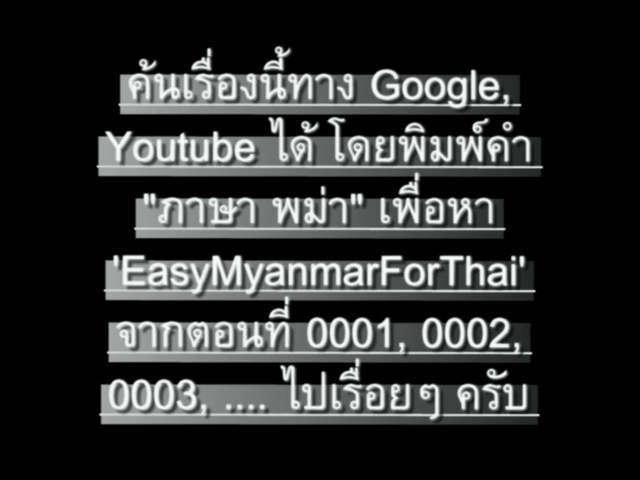 ค้นเรื่องนี้ทาง Google,
Youtube ได้ โดยพิมพ์คำ
"ภาษา พม่า" เพื่อหา
'EasyMyanmarForThai'
จากตอนที่ 0001, 0002,
0003, .... ไปเรื่อยๆ ครับ